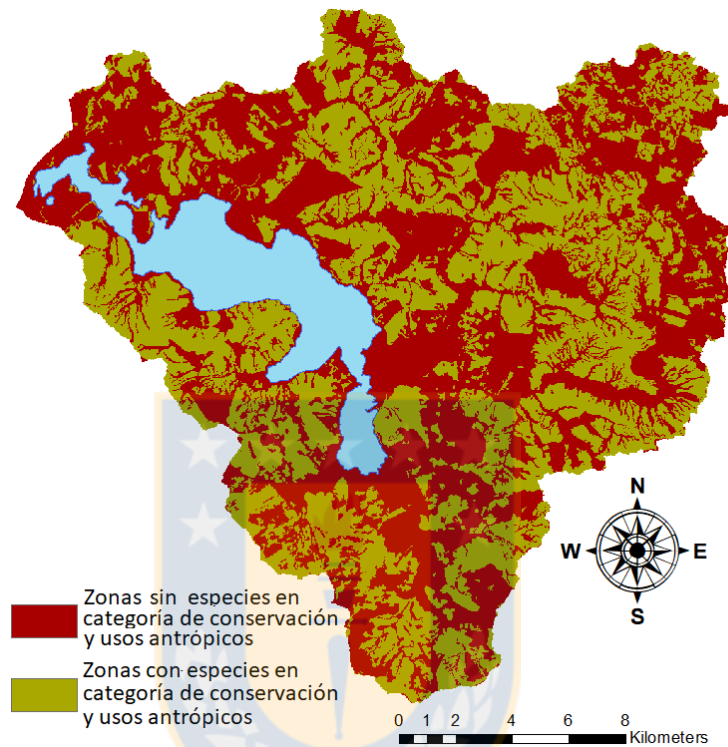 N
W E
S
Zonas sin especies en
categoría de conservación
y usos antrópicos
Zonas con especies en
categoría de conservación
y usos antrópicos
0 1 2 4 6 8
Kilometers